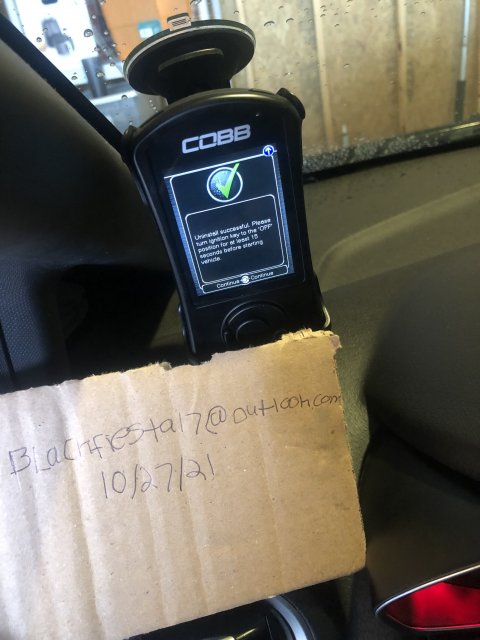 COBB
Uninstall successful. Please
turn ignition key to the 'OFF'
position for at least 15
seconds before starting
vehicle.
Continue Continue
Blackfiesta17@outlook.com
10/27/21